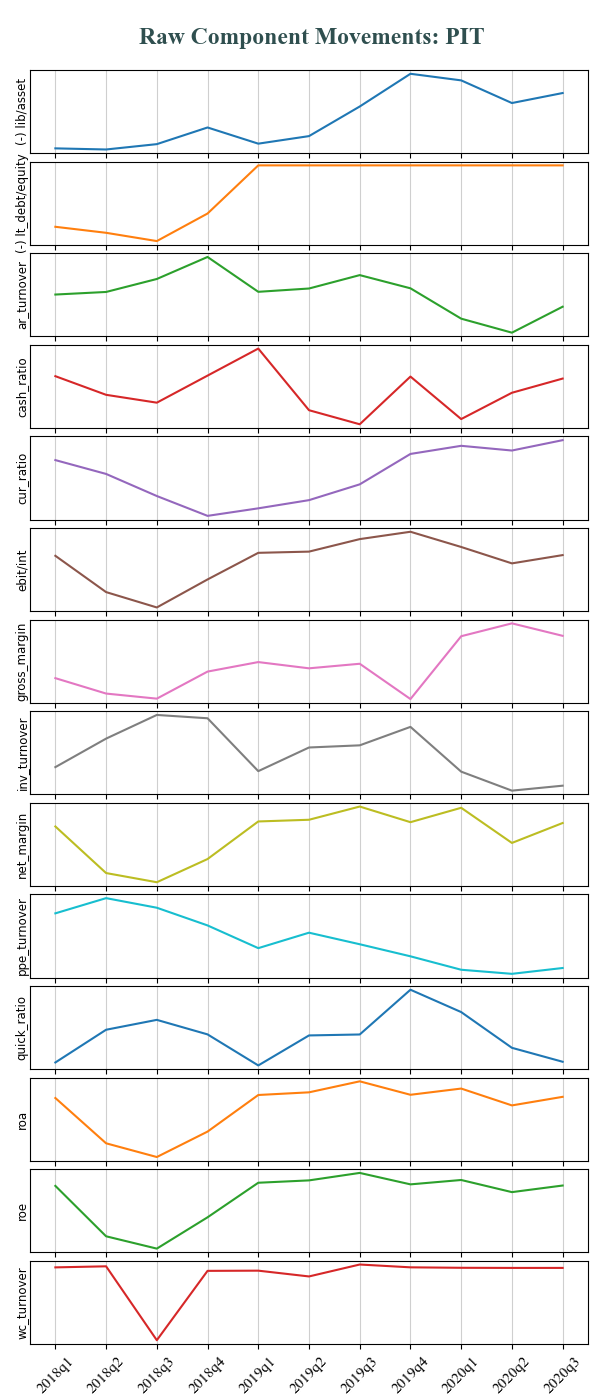 Raw Component Movements: PIT
(-) lib/asset
(-) lt_debt/equity
ar_turnover
cash_ratio
cur_ratio
ebit/int
gross_margin
inv_turnover
net_margin
ppe_turnover
quick_ratio
roa
roe
wc_turnover
2018q1 2018q2 2018q3 2018q4 2019q1 2019q2 2019q3 2019q4 2020q1 2020q2 2020q3